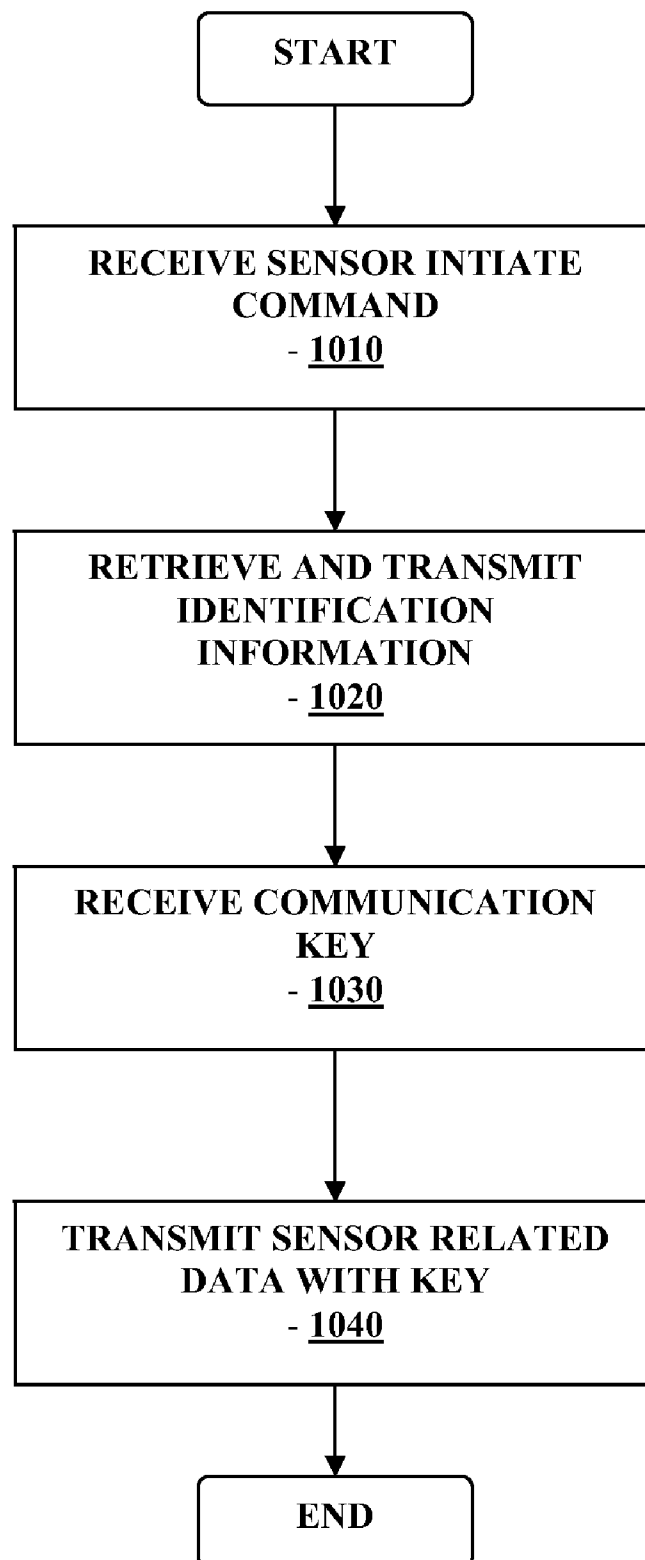 START
RECEIVE SENSOR INTIATE
COMMAND
- 1010
RETRIEVE AND TRANSMIT
IDENTIFICATION
INFORMATION
- 1020
RECEIVE COMMUNICATION
KEY
- 1030
TRANSMIT SENSOR RELATED
DATA WITH KEY
- 1040
END